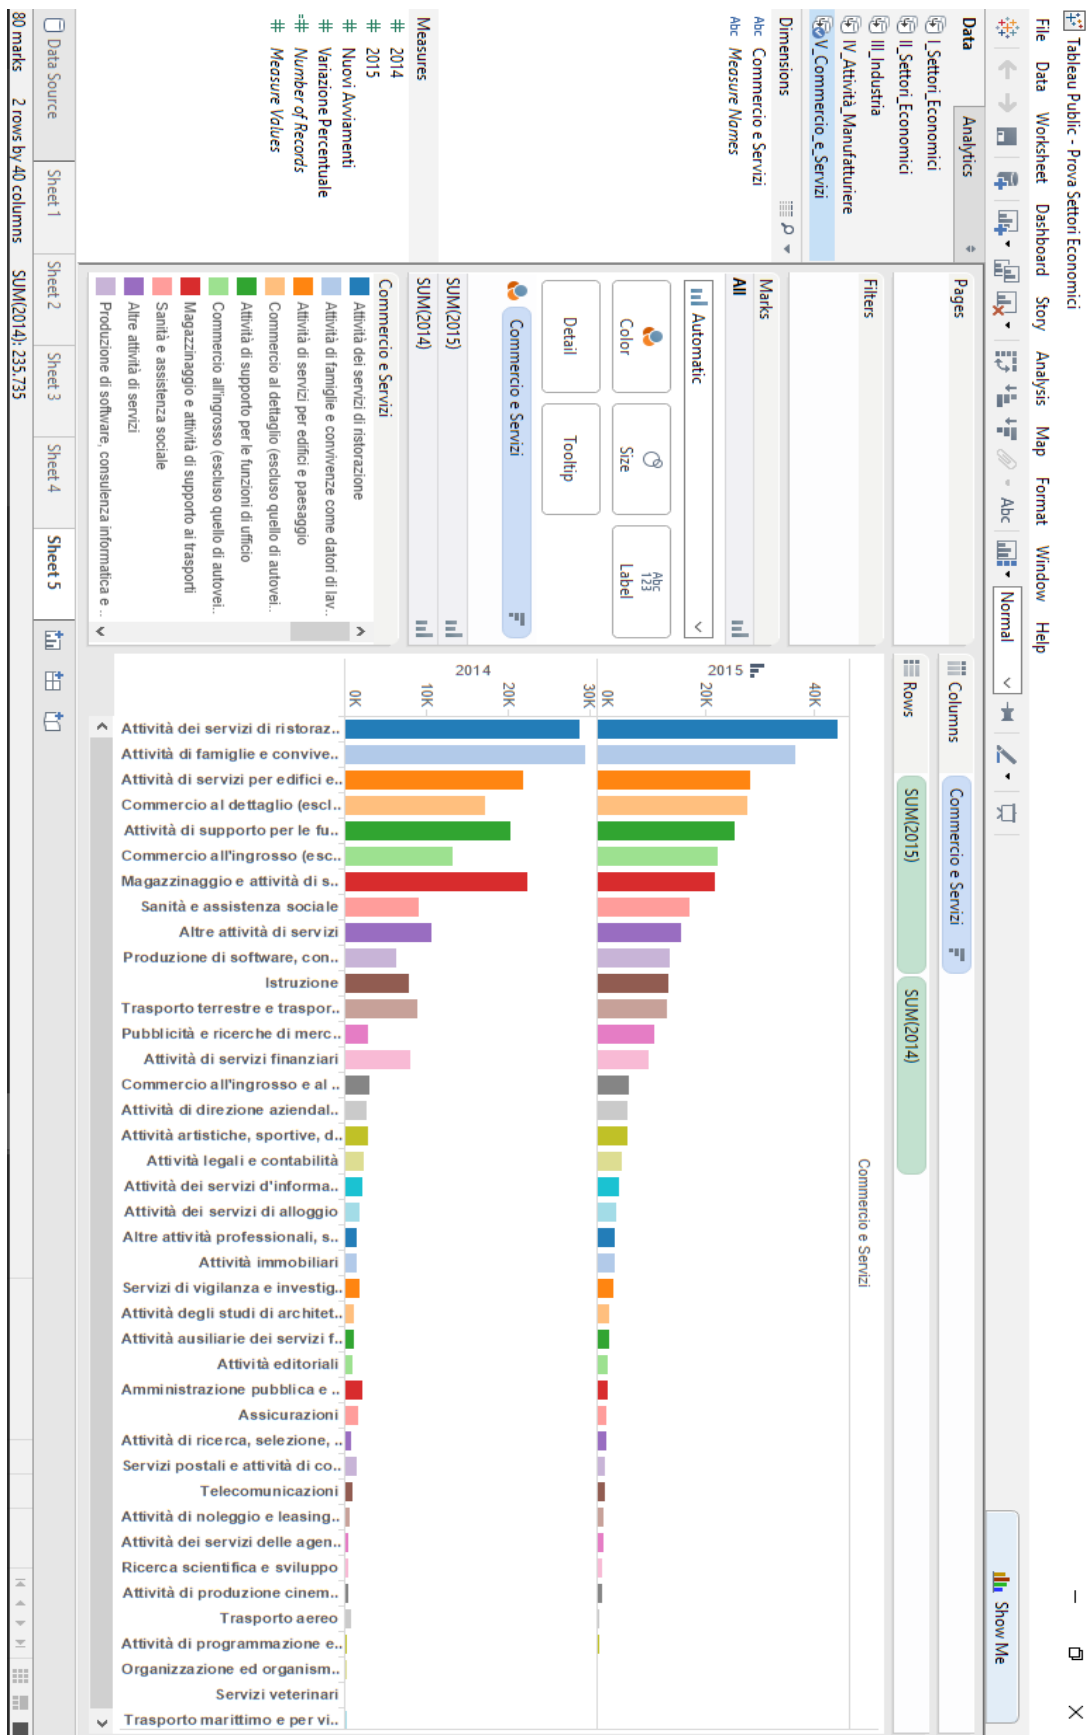 Tableau Public - Prova Settori Economici
File Data Worksheet Dashboard Story Analysis Map Format Window Help
Abc Normal Show Me
Data Analytics
I_Settori_Economici
II_Settori_Economici
III_Industria
IV_Attività_Manufatturiere
V_Commercio_e_Servizi
Dimensions
Abc Commercio e Servizi
Abc Measure Names
Measures
# 2014
# 2015
# Nuovi Avviamenti
# Variazione Percentuale
=# Number of Records
# Measure Values
Pages
Filters
Marks
All
Automatic
Color Size Abc 123 Label
Detail Tooltip
Commercio e Servizi
SUM(2015)
SUM(2014)
Commercio e Servizi
Attività dei servizi di ristorazione
Attività di famiglie e convivenze come datori di lav..
Attività di servizi per edifici e paesaggio
Commercio al dettaglio (escluso quello di autovei..
Attività di supporto per le funzioni di ufficio
Commercio all'ingrosso (escluso quello di autovei..
Magazzinaggio e attività di supporto ai trasporti
Sanità e assistenza sociale
Altre attività di servizi
Produzione di software, consulenza informatica e ..
Columns Commercio e Servizi
Rows SUM(2015) SUM(2014)
Commercio e Servizi
2015
40K
20K
0K
2014
30K
20K
10K
0K
Attività dei servizi di ristoraz..
Attività di famiglie e convive..
Attività di servizi per edifici e..
Commercio al dettaglio (escl..
Attività di supporto per le fu..
Commercio all'ingrosso (esc..
Magazzinaggio e attività di s..
Sanità e assistenza sociale
Altre attività di servizi
Produzione di software, con..
Istruzione
Trasporto terrestre e traspor..
Pubblicità e ricerche di merc..
Attività di servizi finanziari
Commercio all'ingrosso e al ..
Attività di direzione aziendal..
Attività artistiche, sportive, d..
Attività legali e contabilità
Attività dei servizi d'informa..
Attività dei servizi di alloggio
Altre attività professionali, s..
Attività immobiliari
Servizi di vigilanza e investig..
Attività degli studi di architet..
Attività ausiliarie dei servizi f..
Attività editoriali
Amministrazione pubblica e ..
Assicurazioni
Attività di ricerca, selezione, ..
Servizi postali e attività di co..
Telecomunicazioni
Attività di noleggio e leasing..
Attività dei servizi delle agen..
Ricerca scientifica e sviluppo
Attività di produzione cinem..
Trasporto aereo
Attività di programmazione e..
Organizzazione ed organism..
Servizi veterinari
Trasporto marittimo e per vi..
Data Source Sheet 1 Sheet 2 Sheet 3 Sheet 4 Sheet 5
80 marks 2 rows by 40 columns SUM(2014): 235.735